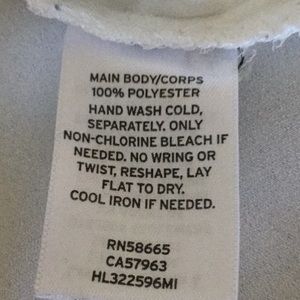 MAIN BODY/CORPS
100% POLYESTER
HAND WASH COLD,
SEPARATELY. ONLY
NON-CHLORINE BLEACH IF
NEEDED. NO WRING OR
TWIST, RESHAPE, LAY
FLAT TO DRY.
COOL IRON IF NEEDED.
RN58665
CA57963
HL322596MI